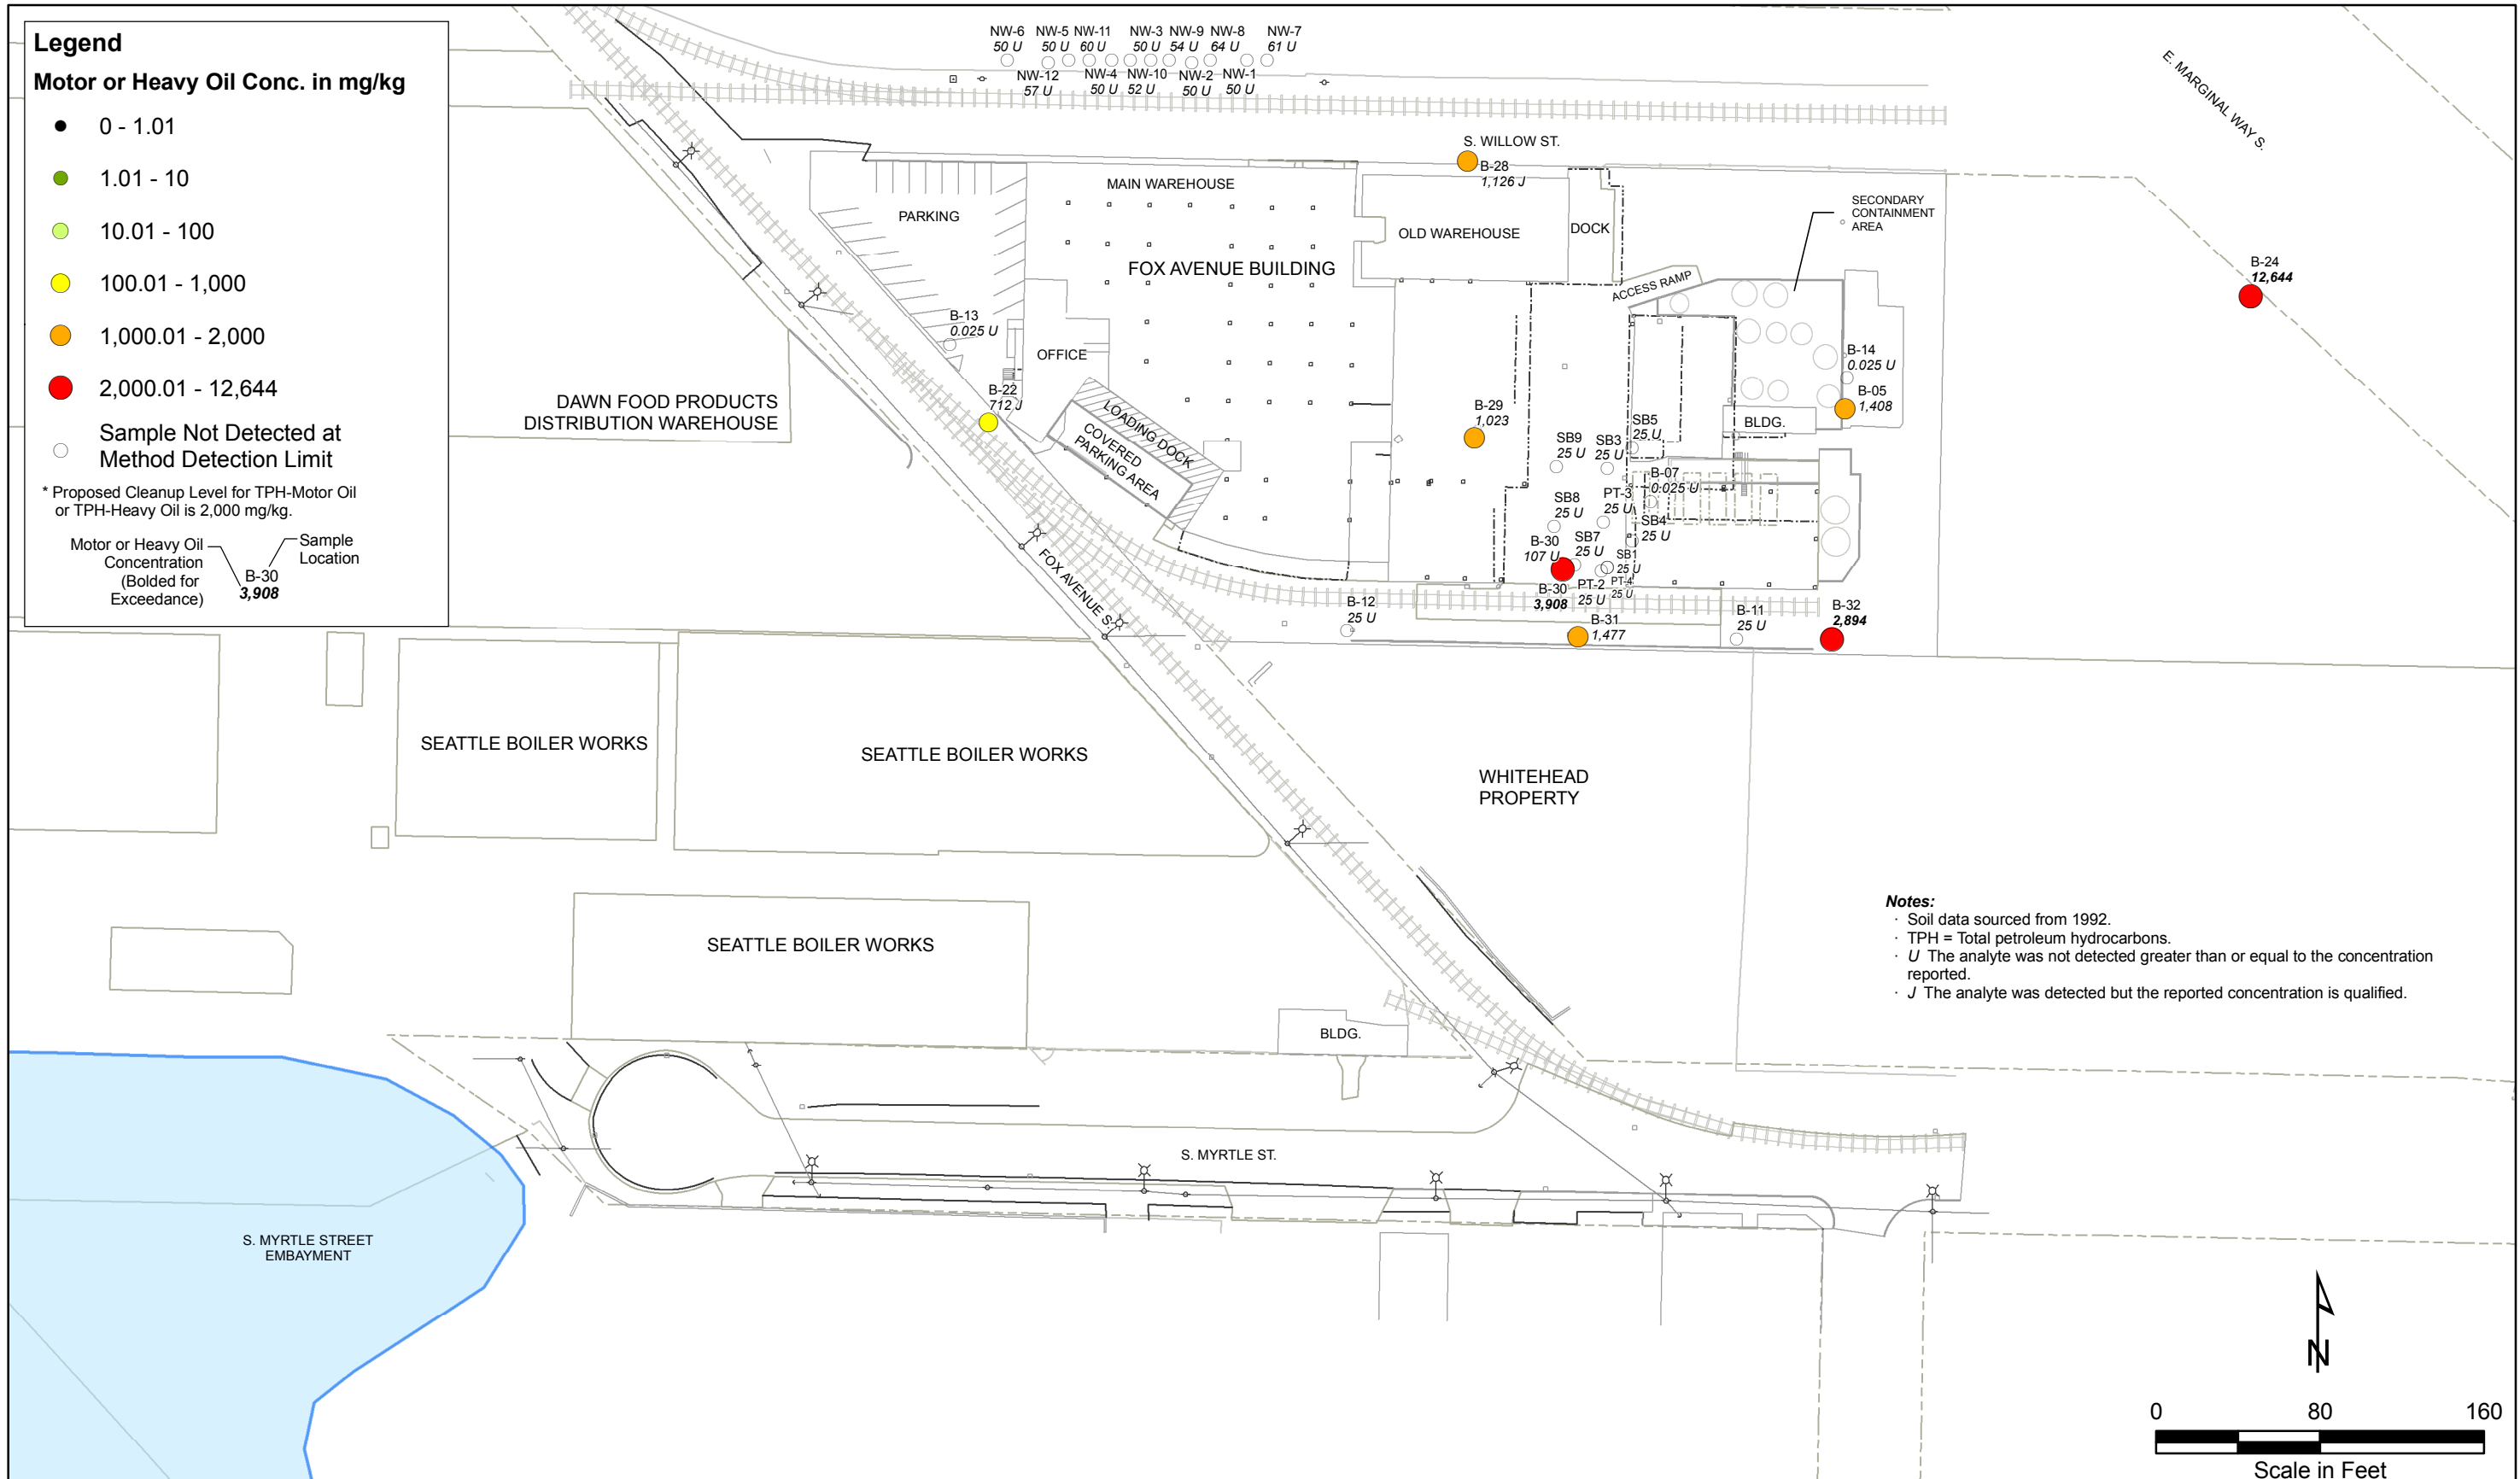 Legend
Motor or Heavy Oil Conc. in mg/kg
0 - 1.01
1.01 - 10
10.01 - 100
100.01 - 1,000
1,000.01 - 2,000
2,000.01 - 12,644
Sample Not Detected at
Method Detection Limit
* Proposed Cleanup Level for TPH-Motor Oil
or TPH-Heavy Oil is 2,000 mg/kg.
Motor or Heavy Oil
Concentration
(Bolded for
Exceedance)
Sample
Location
B-30
3,908
NW-6
50 U
NW-5
50 U
NW-11
60 U
NW-3
50 U
NW-9
54 U
NW-8
64 U
NW-7
61 U
NW-12
57 U
NW-4
50 U
NW-10
52 U
NW-2
50 U
NW-1
50 U
E. MARGINAL WAY S.
S. WILLOW ST.
B-28
1,126 J
MAIN WAREHOUSE
PARKING
OLD WAREHOUSE
DOCK
SECONDARY
CONTAINMENT
AREA
FOX AVENUE BUILDING
ACCESS RAMP
B-24
12,644
B-13
0.025 U
OFFICE
B-14
0.025 U
B-05
1,408
B-22
712 J
DAWN FOOD PRODUCTS
DISTRIBUTION WAREHOUSE
LOADING DOCK
COVERED
PARKING AREA
B-29
1,023
BLDG.
SB5
25 U
SB9
25 U
SB3
25 U
B-07
0.025 U
SB8
25 U
PT-3
25 U
SB4
25 U
B-30
107 U
SB7
25 U
SB1
25 U
PT-4
25 U
B-30
3,908
PT-2
25 U
FOX AVENUE S.
B-12
25 U
B-31
1,477
B-11
25 U
B-32
2,894
SEATTLE BOILER WORKS
SEATTLE BOILER WORKS
WHITEHEAD
PROPERTY
SEATTLE BOILER WORKS
Notes:
· Soil data sourced from 1992.
· TPH = Total petroleum hydrocarbons.
· U The analyte was not detected greater than or equal to the concentration
reported.
· J The analyte was detected but the reported concentration is qualified.
BLDG.
S. MYRTLE ST.
S. MYRTLE STREET
EMBAYMENT
N
0 80 160
Scale in Feet